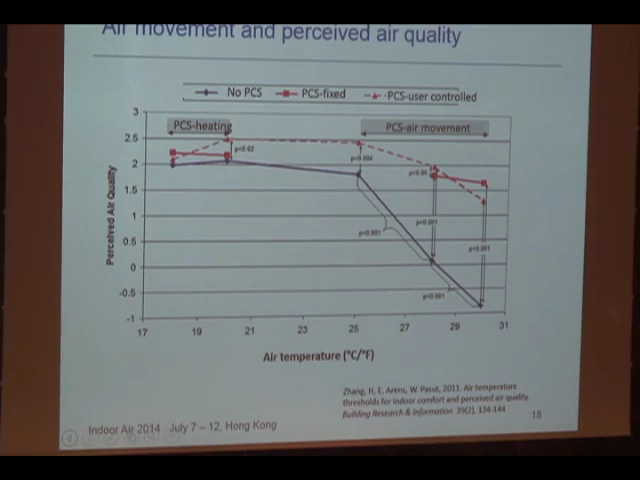 Air movement and perceived air quality
No PCS PCS-fixed PCS-user controlled
PCS-heating PCS-air movement
3
2.5
2
1.5
1
0.5
0
-0.5
-1
Perceived Air Quality
p=0.02
p=0.004
p<0.001
p<0.001
p<0.001
p<0.001
17 19 21 23 25 27 29 31
Air temperature (°C/°F)
Zhang, H, E. Arens, W. Pasut, 2011. Air temperature
thresholds for indoor comfort and perceived air quality.
Building Research & Information 39(2), 134-144
Indoor Air 2014 July 7 – 12, Hong Kong
18